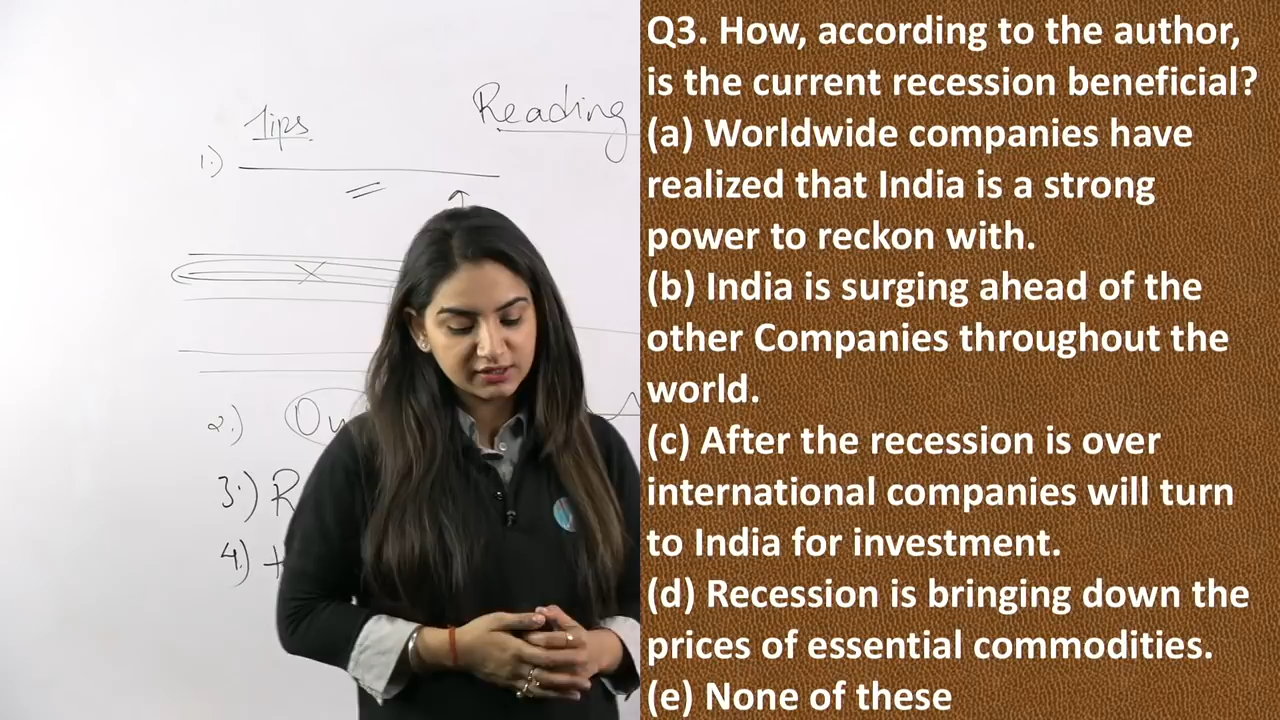 Tips
Reading
1.)
2.)
3.) R
4.)
Q3. How, according to the author,
is the current recession beneficial?
(a) Worldwide companies have
realized that India is a strong
power to reckon with.
(b) India is surging ahead of the
other Companies throughout the
world.
(c) After the recession is over
international companies will turn
to India for investment.
(d) Recession is bringing down the
prices of essential commodities.
(e) None of these